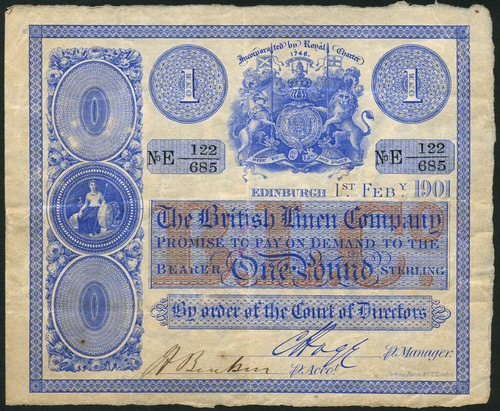 Incorporated by Royal Charter
1746.
1
1
№E 122/685
№E 122/685
EDINBURGH 1ST FEBY. 1901
The British Linen Company
PROMISE TO PAY ON DEMAND TO THE
BEARER One Pound STERLING
By order of the Court of Directors
P. Manager.
P. Acct.